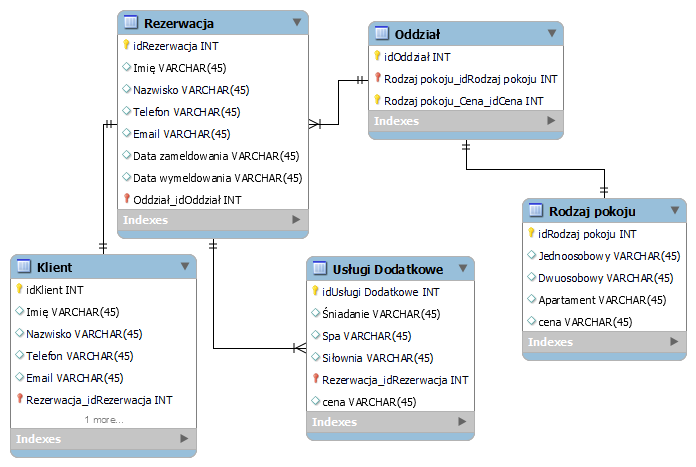 Rezerwacja
idRezerwacja INT
Imię VARCHAR(45)
Nazwisko VARCHAR(45)
Telefon VARCHAR(45)
Email VARCHAR(45)
Data zameldowania VARCHAR(45)
Data wymeldowania VARCHAR(45)
Oddział_idOddział INT
Indexes
Oddział
idOddział INT
Rodzaj pokoju_idRodzaj pokoju INT
Rodzaj pokoju_Cena_idCena INT
Indexes
Rodzaj pokoju
idRodzaj pokoju INT
Jednoosobowy VARCHAR(45)
Dwuosobowy VARCHAR(45)
Apartament VARCHAR(45)
cena VARCHAR(45)
Indexes
Klient
idKlient INT
Imię VARCHAR(45)
Nazwisko VARCHAR(45)
Telefon VARCHAR(45)
Email VARCHAR(45)
Rezerwacja_idRezerwacja INT
1 more...
Indexes
Usługi Dodatkowe
idUsługi Dodatkowe INT
Śniadanie VARCHAR(45)
Spa VARCHAR(45)
Siłownia VARCHAR(45)
Rezerwacja_idRezerwacja INT
cena VARCHAR(45)
Indexes